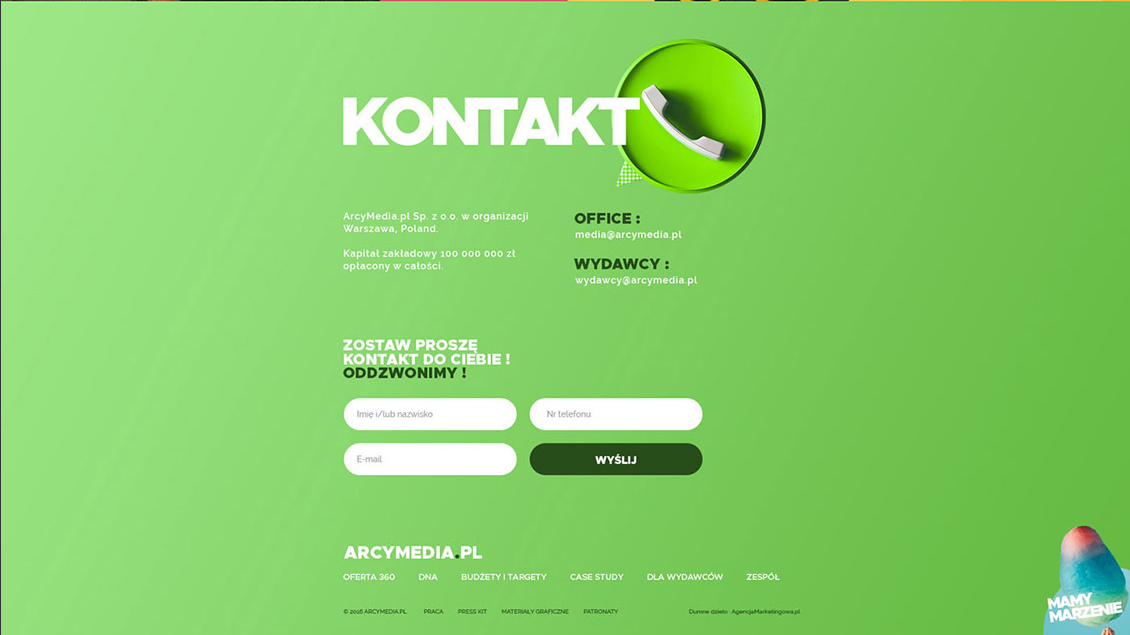 KONTAKT
ArcyMedia.pl Sp. z o.o. w organizacji
Warszawa, Poland.
Kapitał zakładowy 100 000 000 zł
opłacony w całości.
OFFICE :
media@arcymedia.pl
WYDAWCY :
wydawcy@arcymedia.pl
ZOSTAW PROSZĘ
KONTAKT DO CIEBIE !
ODDZWONIMY !
Imię i/lub nazwisko
Nr telefonu
E-mail
WYŚLIJ
ARCYMEDIA.PL
OFERTA 360 DNA BUDŻETY I TARGETY CASE STUDY DLA WYDAWCÓW ZESPÓŁ
© 2016 ARCYMEDIA.PL PRACA PRESS KIT MATERIAŁY GRAFICZNE PATRONATY Dumne dzieło : AgencjaMarketingowa.pl
MAMY
MARZENIE